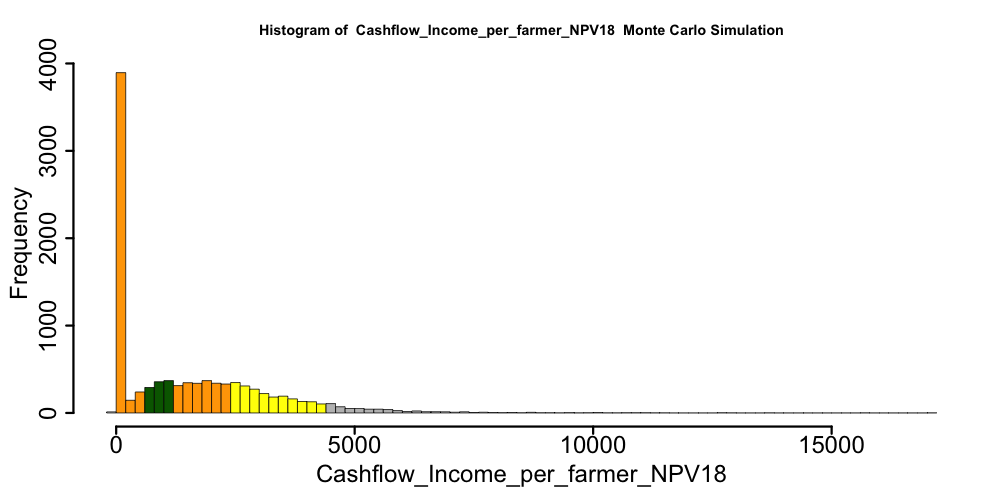 Histogram of  Cashflow_Income_per_farmer_NPV18  Monte Carlo Simulation
4000
3000
2000
1000
0
Frequency
0 5000 10000 15000
Cashflow_Income_per_farmer_NPV18